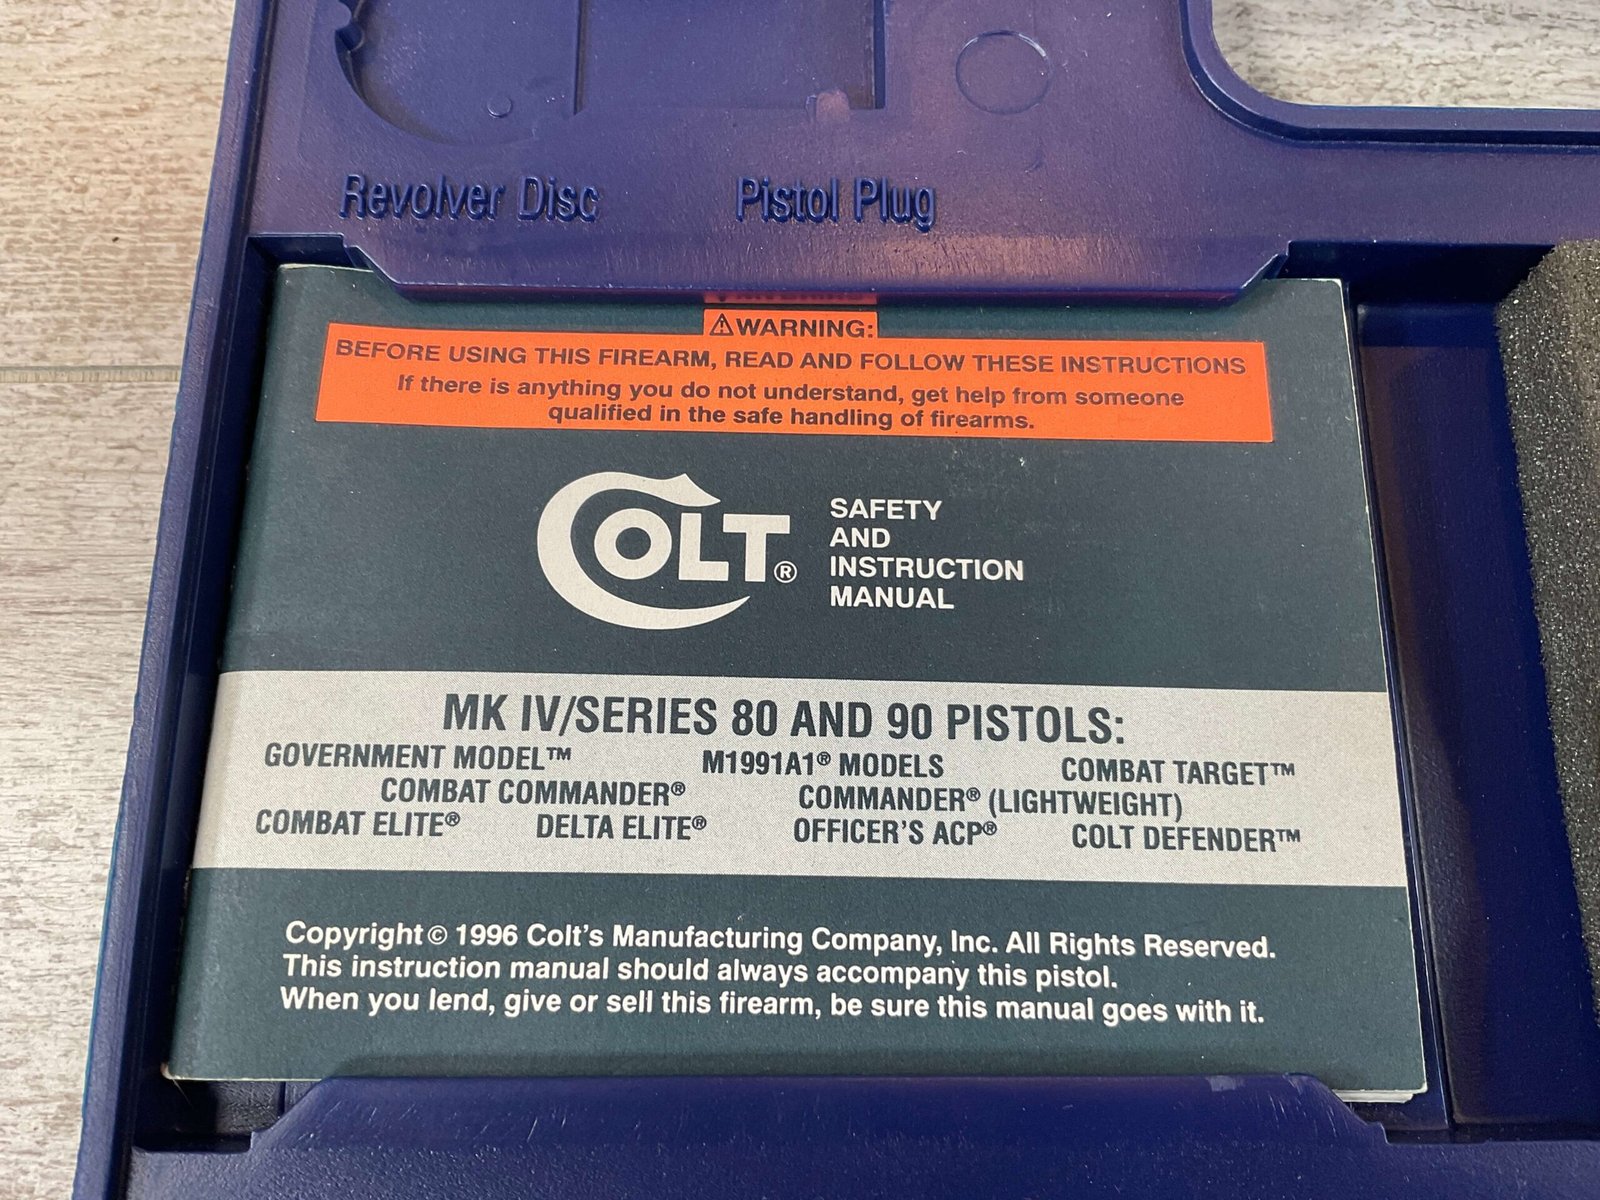 Revolver Disc
Pistol Plug
⚠WARNING:
BEFORE USING THIS FIREARM, READ AND FOLLOW THESE INSTRUCTIONS
If there is anything you do not understand, get help from someone
qualified in the safe handling of firearms.
COLT®
SAFETY
AND
INSTRUCTION
MANUAL
MK IV/SERIES 80 AND 90 PISTOLS:
GOVERNMENT MODEL™ M1991A1® MODELS COMBAT TARGET™
COMBAT COMMANDER® COMMANDER® (LIGHTWEIGHT)
COMBAT ELITE® DELTA ELITE® OFFICER'S ACP® COLT DEFENDER™
Copyright © 1996 Colt's Manufacturing Company, Inc. All Rights Reserved.
This instruction manual should always accompany this pistol.
When you lend, give or sell this firearm, be sure this manual goes with it.